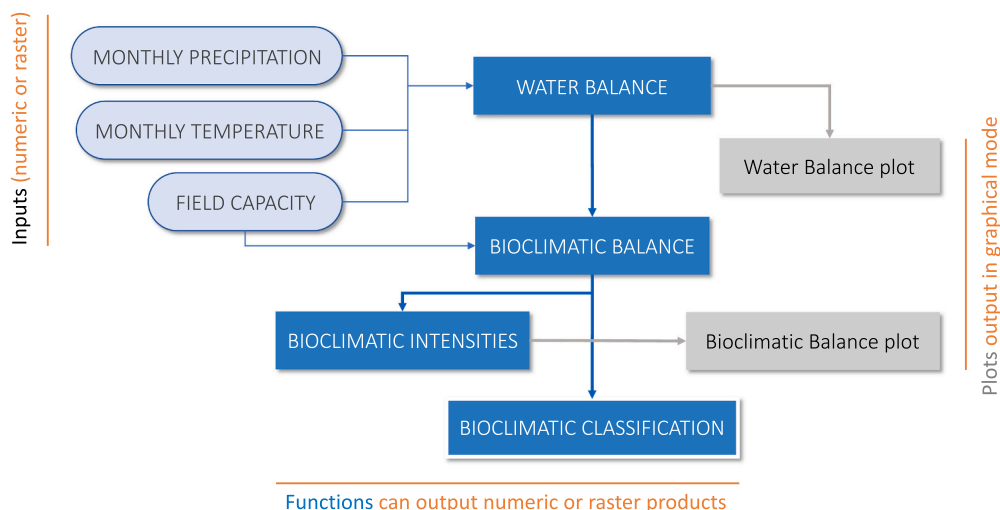 Inputs (numeric or raster)
MONTHLY PRECIPITATION
MONTHLY TEMPERATURE
FIELD CAPACITY
WATER BALANCE
Water Balance plot
BIOCLIMATIC BALANCE
BIOCLIMATIC INTENSITIES
Bioclimatic Balance plot
BIOCLIMATIC CLASSIFICATION
Plots output in graphical mode
Functions can output numeric or raster products